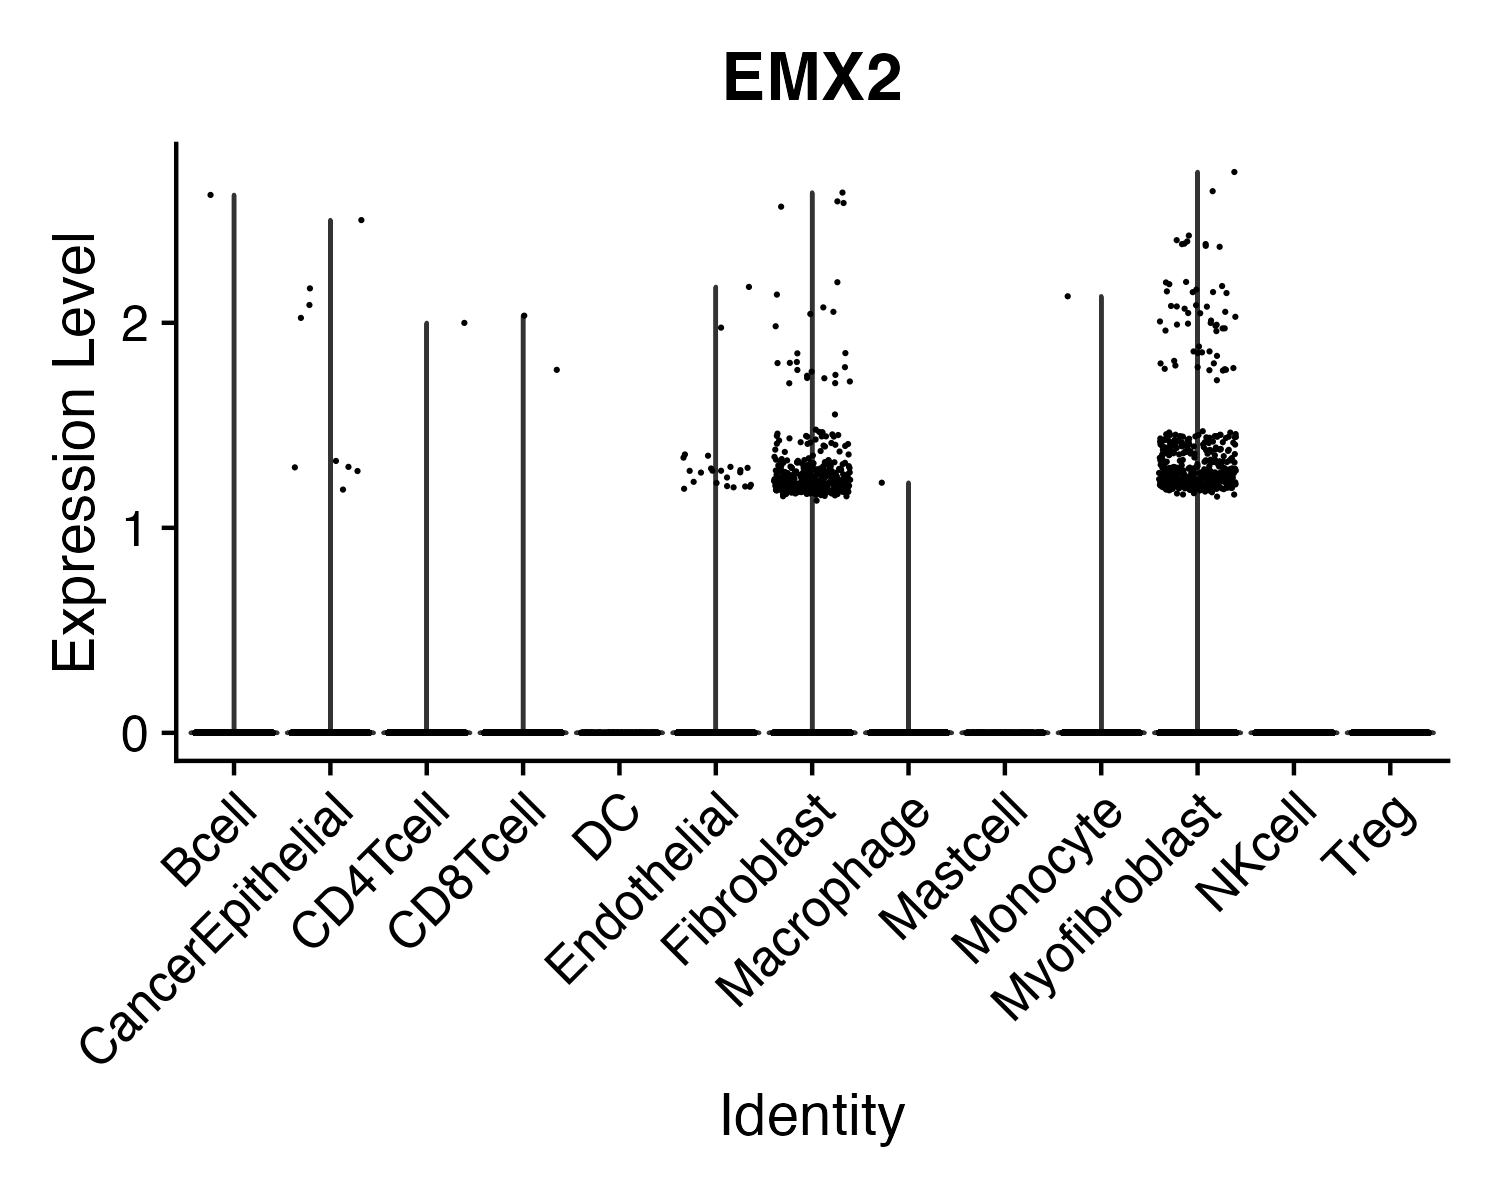 EMX2
Expression Level
2
1
0
Bcell
CancerEpithelial
CD4Tcell
CD8Tcell
DC
Endothelial
Fibroblast
Macrophage
Mastcell
Monocyte
Myofibroblast
NKcell
Treg
Identity